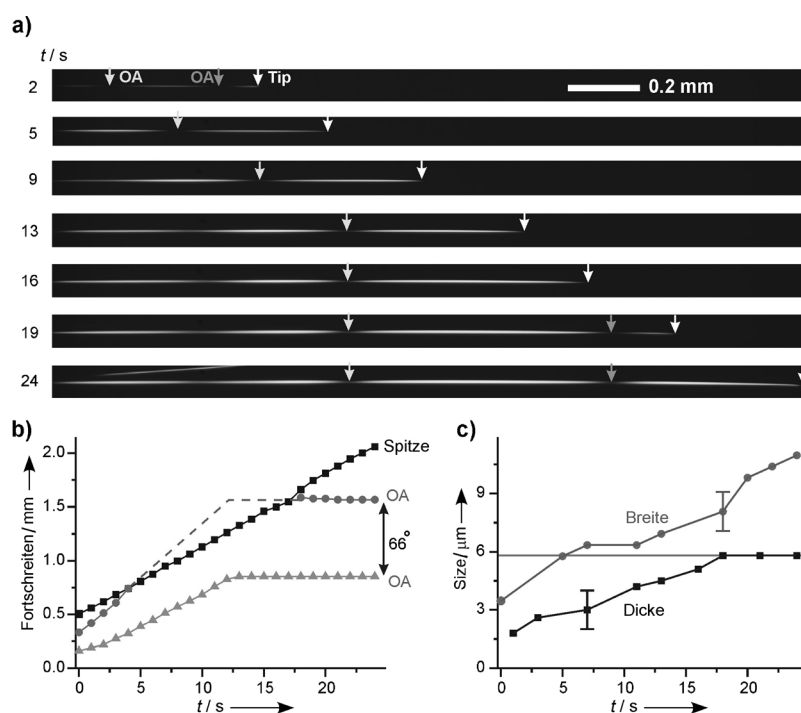 a)
t / s
OA OA Tip
2 0.2 mm
5
9
13
16
19
24
b)
Fortschreiten/mm
2.0
1.5
1.0
0.5
0.0
0 5 10 15 20
t / s
Spitze
OA
66°
OA
c)
Size/μm
9
6
3
0
0 5 10 15 20
t / s
Breite
Dicke